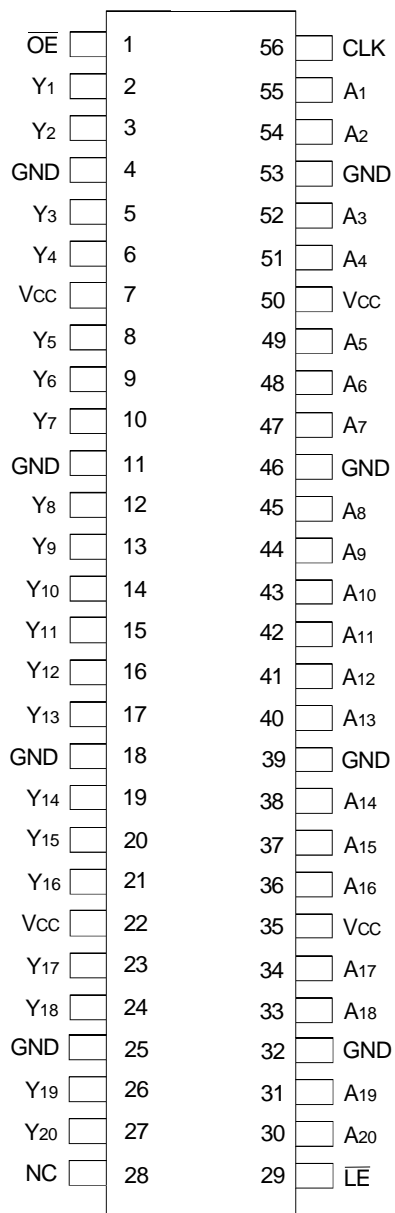 O̅E̅ 1 56 CLK
Y1 2 55 A1
Y2 3 54 A2
GND 4 53 GND
Y3 5 52 A3
Y4 6 51 A4
VCC 7 50 VCC
Y5 8 49 A5
Y6 9 48 A6
Y7 10 47 A7
GND 11 46 GND
Y8 12 45 A8
Y9 13 44 A9
Y10 14 43 A10
Y11 15 42 A11
Y12 16 41 A12
Y13 17 40 A13
GND 18 39 GND
Y14 19 38 A14
Y15 20 37 A15
Y16 21 36 A16
VCC 22 35 VCC
Y17 23 34 A17
Y18 24 33 A18
GND 25 32 GND
Y19 26 31 A19
Y20 27 30 A20
NC 28 29 L̅E̅